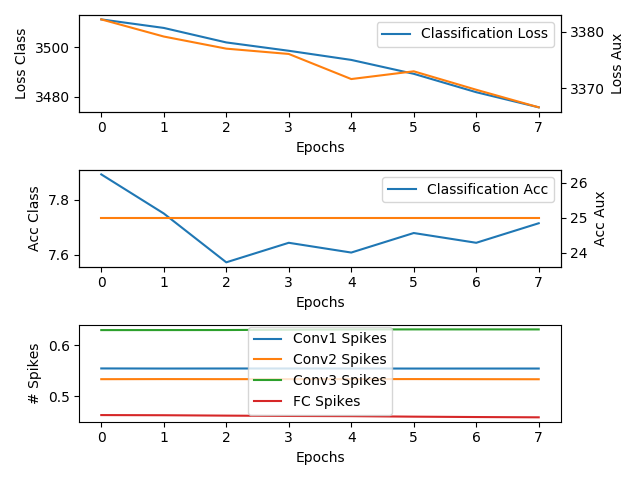 Loss Class
3500
3480
Classification Loss
3380
3370
Loss Aux
0 1 2 3 4 5 6 7
Epochs
Acc Class
7.8
7.6
Classification Acc
26
25
24
Acc Aux
0 1 2 3 4 5 6 7
Epochs
# Spikes
0.6
0.5
Conv1 Spikes
Conv2 Spikes
Conv3 Spikes
FC Spikes
0 1 2 3 4 5 6 7
Epochs